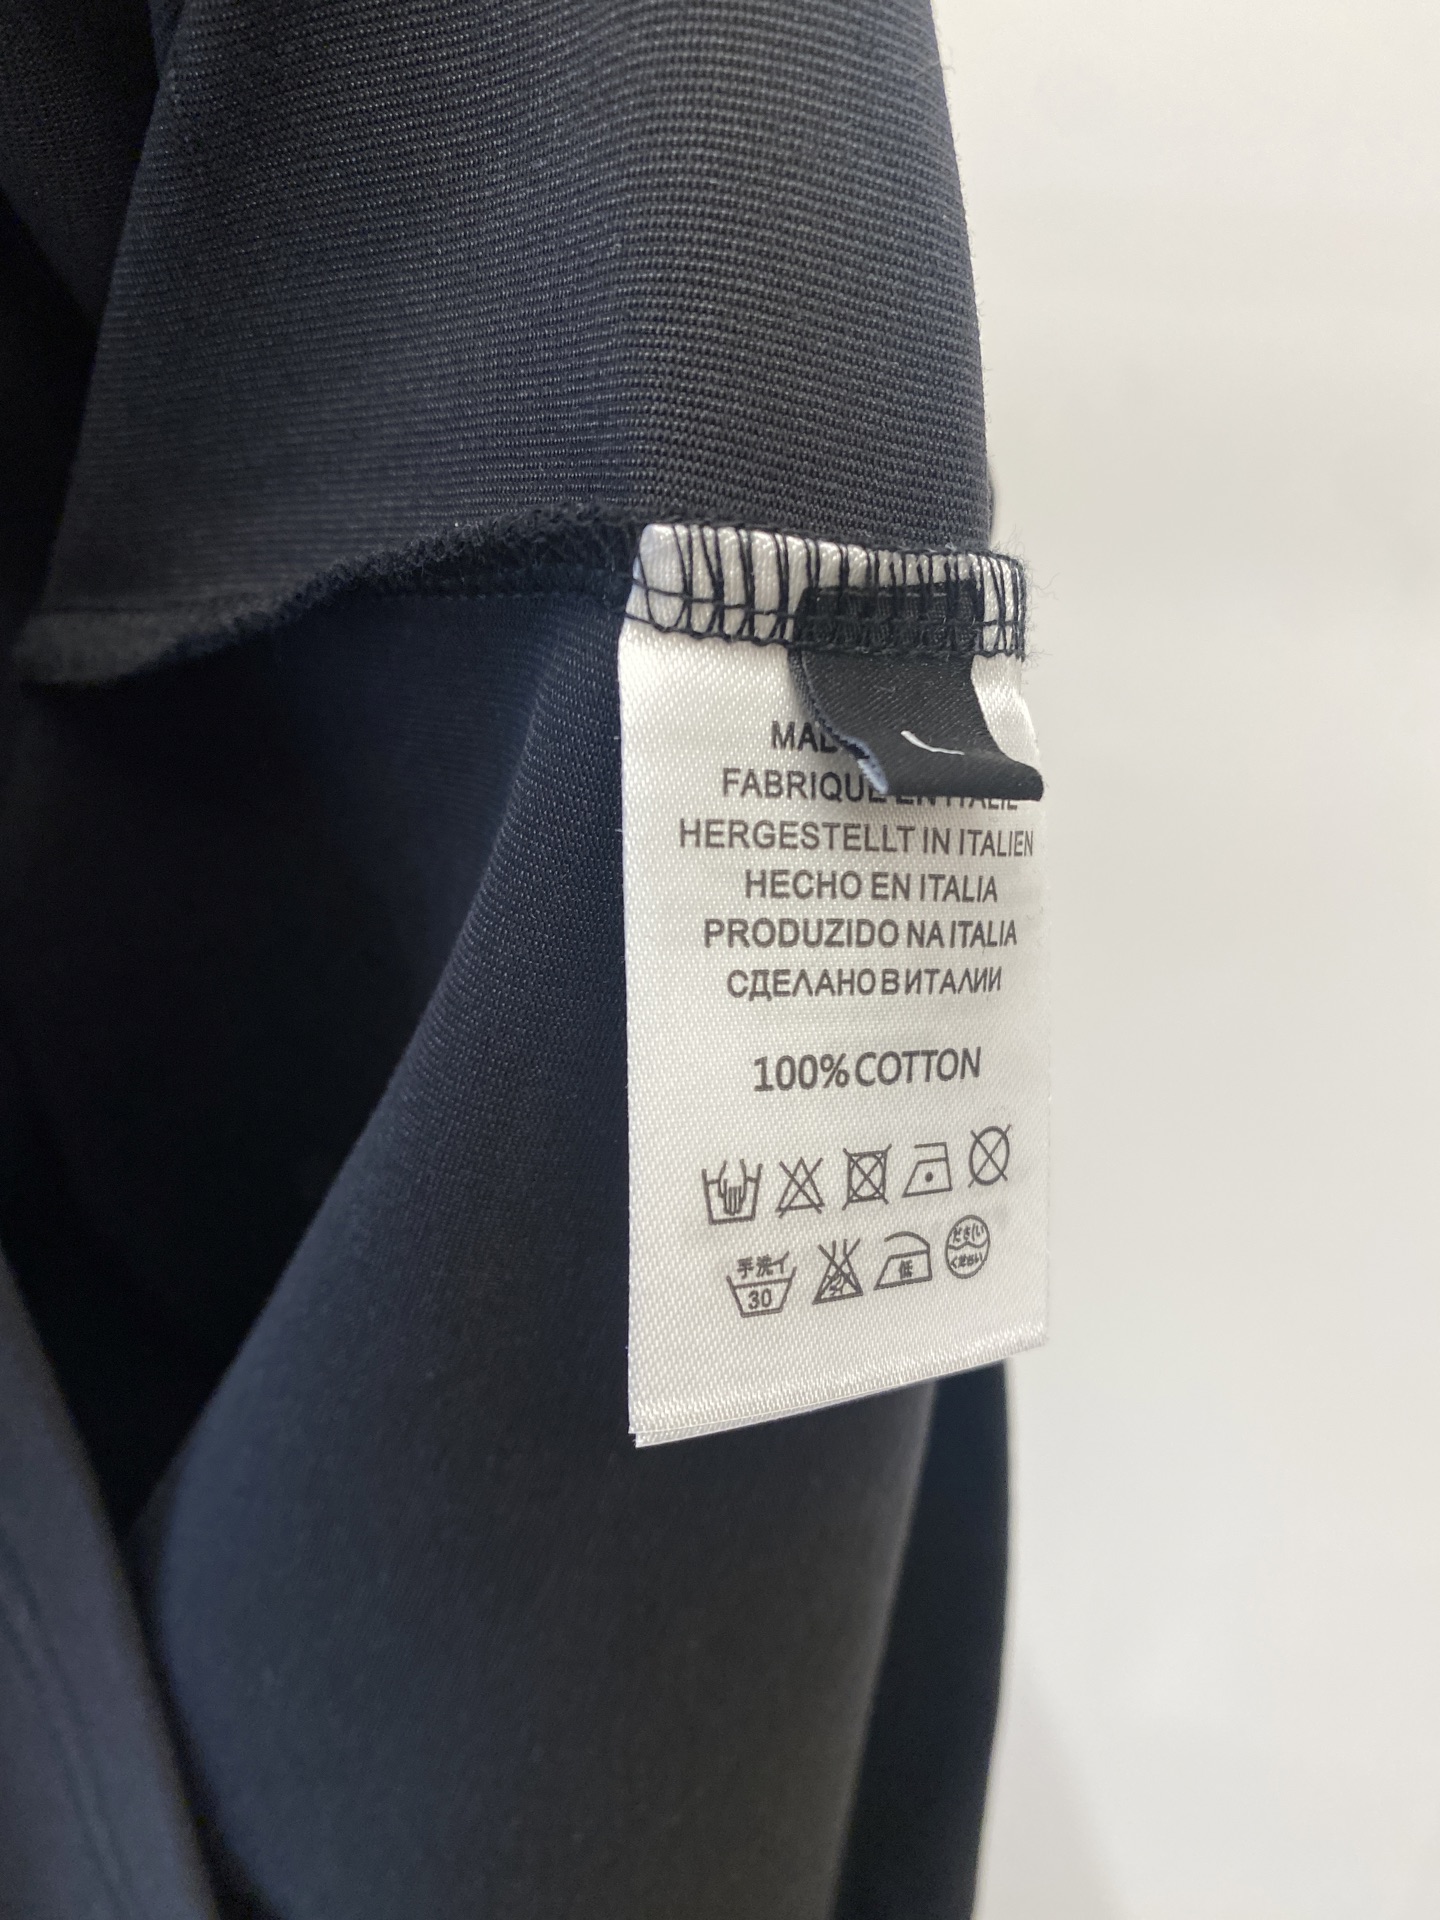 FABRIQUE EN ITALIE
HERGESTELLT IN ITALIEN
HECHO EN ITALIA
PRODUZIDO NA ITALIA
СДЕЛАНО В ИТАЛИИ
100% COTTON
手洗イ
30
低